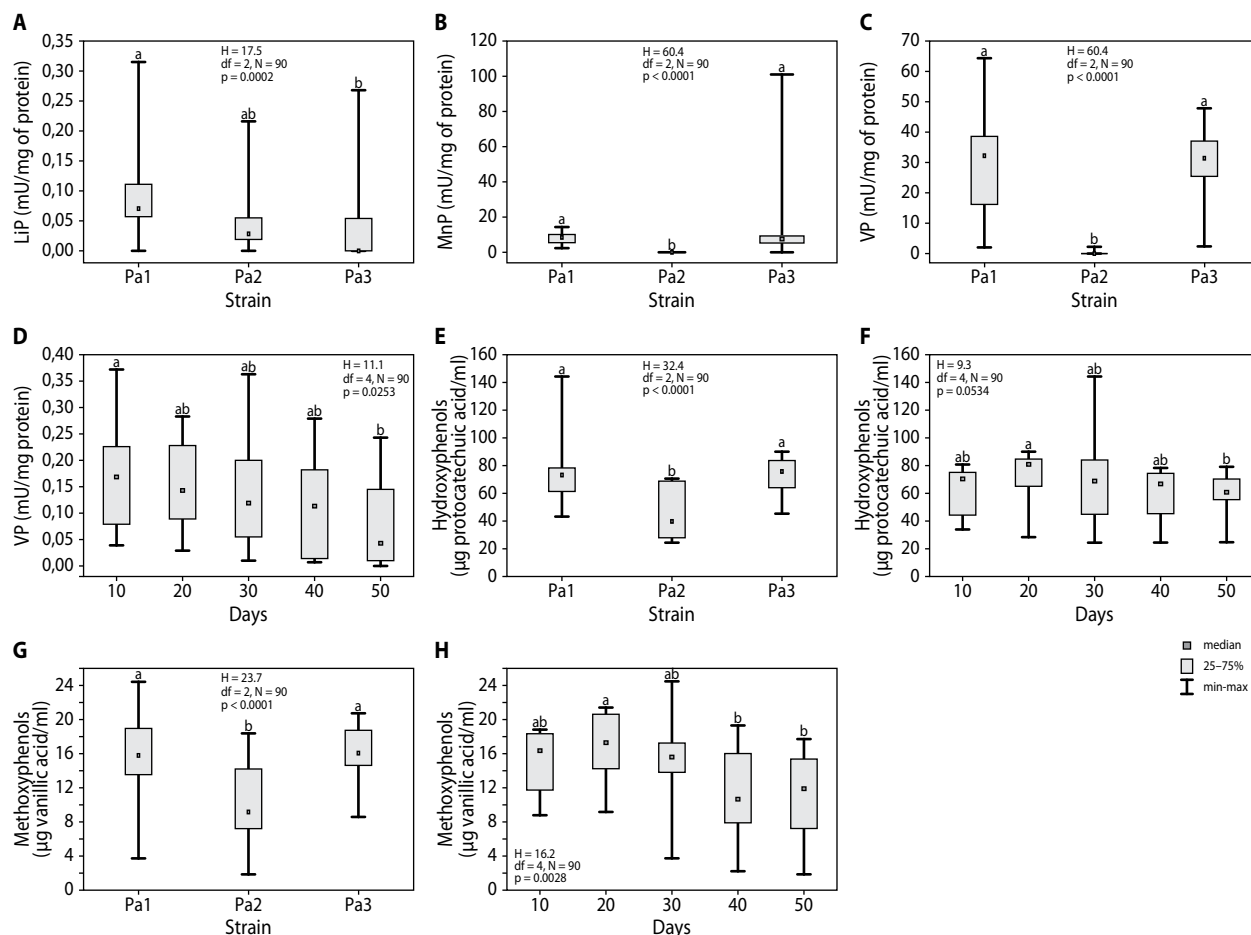 A
0,35
0,30
0,25
0,20
0,15
0,10
0,05
0,00
LiP (mU/mg of protein)
a
ab
b
H = 17.5
df = 2, N = 90
p = 0.0002
Pa1 Pa2 Pa3
Strain
B
120
100
80
60
40
20
0
MnP (mU/mg of protein)
a
b
a
H = 60.4
df = 2, N = 90
p < 0.0001
Pa1 Pa2 Pa3
Strain
C
70
60
50
40
30
20
10
0
VP (mU/mg of protein)
a
b
a
H = 60.4
df = 2, N = 90
p < 0.0001
Pa1 Pa2 Pa3
Strain
D
0,40
0,35
0,30
0,25
0,20
0,15
0,10
0,05
0,00
VP (mU/mg protein)
a
ab
ab
ab
b
H = 11.1
df = 4, N = 90
p = 0.0253
10 20 30 40 50
Days
E
160
140
120
100
80
60
40
20
0
Hydroxyphenols
(µg protocatechuic acid/ml)
a
b
a
H = 32.4
df = 2, N = 90
p < 0.0001
Pa1 Pa2 Pa3
Strain
F
160
140
120
100
80
60
40
20
0
Hydroxyphenols
(µg protocatechuic acid/ml)
H = 9.3
df = 4, N = 90
p = 0.0534
ab
a
ab
ab
b
10 20 30 40 50
Days
G
24
20
16
12
8
4
0
Methoxyphenols
(µg vanillic acid/ml)
a
b
a
H = 23.7
df = 2, N = 90
p < 0.0001
Pa1 Pa2 Pa3
Strain
H
24
20
16
12
8
4
0
Methoxyphenols
(µg vanillic acid/ml)
ab
a
ab
b
b
H = 16.2
df = 4, N = 90
p = 0.0028
10 20 30 40 50
Days
median
25–75%
min-max